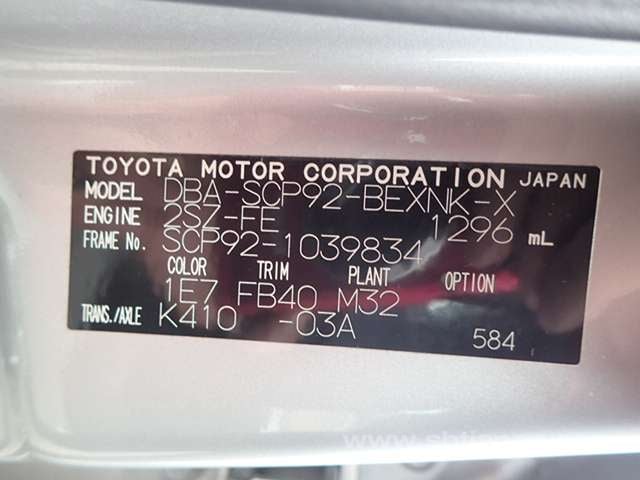 TOYOTA MOTOR CORPORATION JAPAN
MODEL DBA-SCP92-BEXNK-X
ENGINE 2SZ-FE 1296 mL
FRAME No. SCP92-1039834
COLOR TRIM PLANT OPTION
1E7 FB40 M32
TRANS./AXLE K410 -03A
584